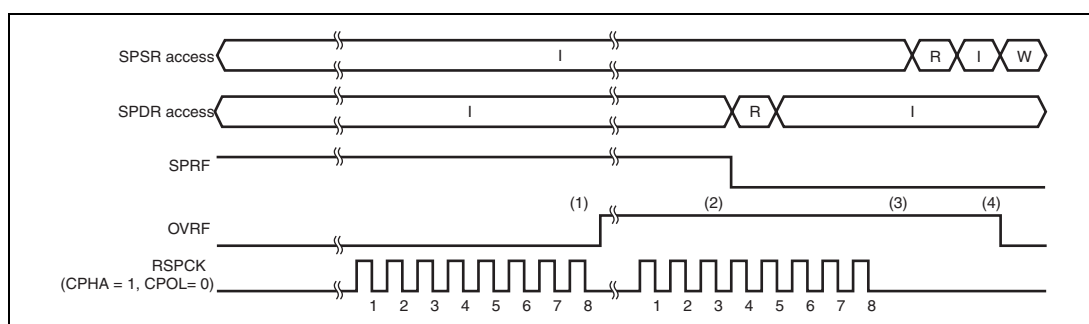 SPSR access I R I W
SPDR access I R I
SPRF
(1) (2) (3) (4)
OVRF
RSPCK
(CPHA = 1, CPOL= 0)
1 2 3 4 5 6 7 8 1 2 3 4 5 6 7 8